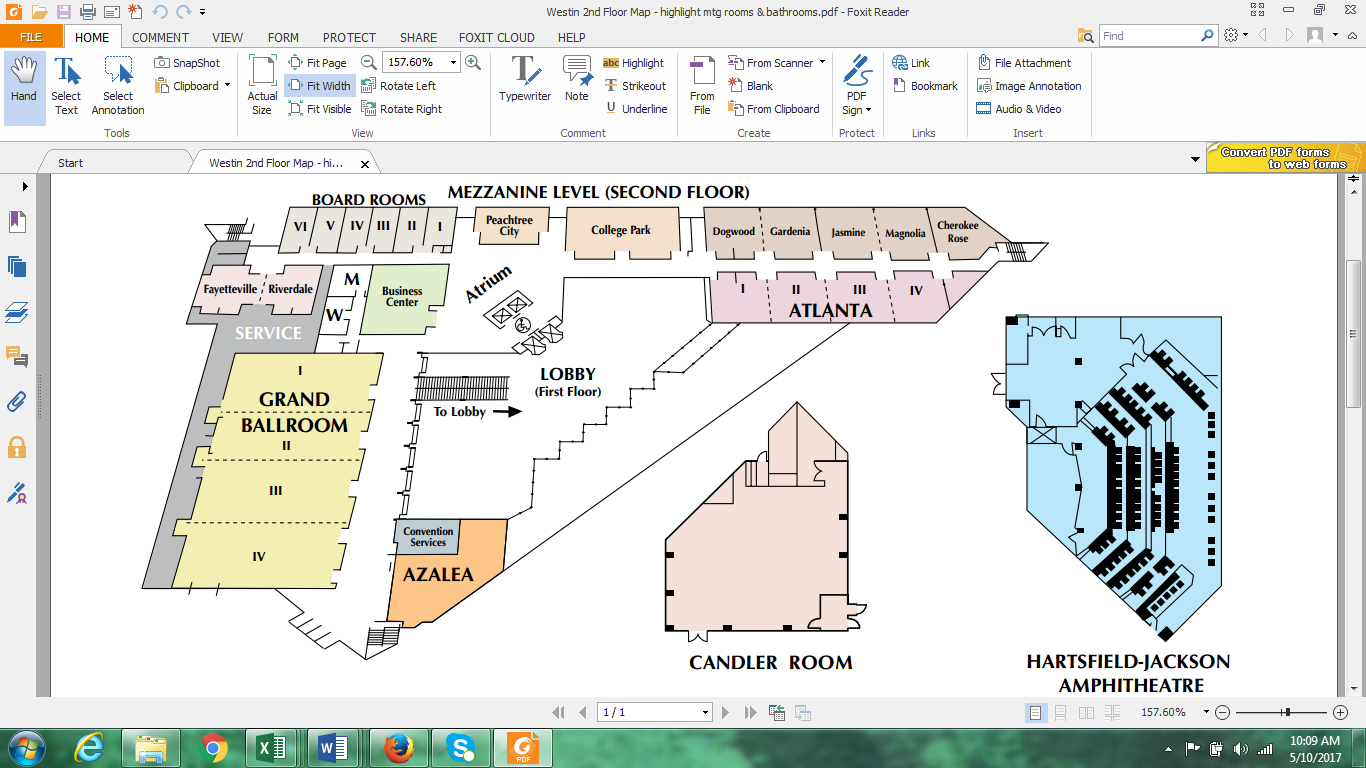 Westin 2nd Floor Map - highlight mtg rooms & bathrooms.pdf - Foxit Reader
FILE
HOME
COMMENT
VIEW
FORM
PROTECT
SHARE
FOXIT CLOUD
HELP
Find
Hand
Select Text
Select Annotation
SnapShot
Clipboard
Tools
Actual Size
Fit Page
Fit Width
Fit Visible
157.60%
Rotate Left
Rotate Right
View
Typewriter
Note
abc Highlight
T Strikeout
U Underline
Comment
From File
From Scanner
Blank
From Clipboard
Create
PDF Sign
Protect
Link
Bookmark
Links
File Attachment
Image Annotation
Audio & Video
Insert
Start
Westin 2nd Floor Map - hi...
Convert PDF forms
to web forms
BOARD ROOMS
MEZZANINE LEVEL (SECOND FLOOR)
VI
V
IV
III
II
I
Peachtree
City
College Park
Dogwood
Gardenia
Jasmine
Magnolia
Cherokee
Rose
Fayetteville
Riverdale
M
W
Business
Center
Atrium
I
II
III
IV
ATLANTA
SERVICE
I
GRAND
BALLROOM
II
III
IV
LOBBY
(First Floor)
To Lobby
Convention
Services
AZALEA
CANDLER ROOM
HARTSFIELD-JACKSON
AMPHITHEATRE
1 / 1
157.60%
PDF
10:09 AM
5/10/2017